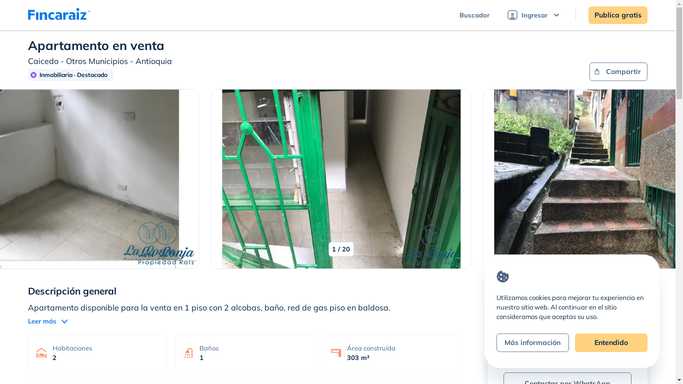 Fincaraiz
Buscador
Ingresar
Publica gratis
Apartamento en venta
Caicedo - Otros Municipios - Antioquia
Inmobiliaria · Destacado
Compartir
1 / 20
Propiedad Raíz
Descripción general
Apartamento disponible para la venta en 1 piso con 2 alcobas, baño, red de gas piso en baldosa.
Leer más
Habitaciones
2
Baños
1
Área construida
303 m²
Utilizamos cookies para mejorar tu experiencia en
nuestro sitio web. Al continuar en el sitio
consideramos que aceptas su uso.
Más información
Entendido
Contactar por WhatsApp